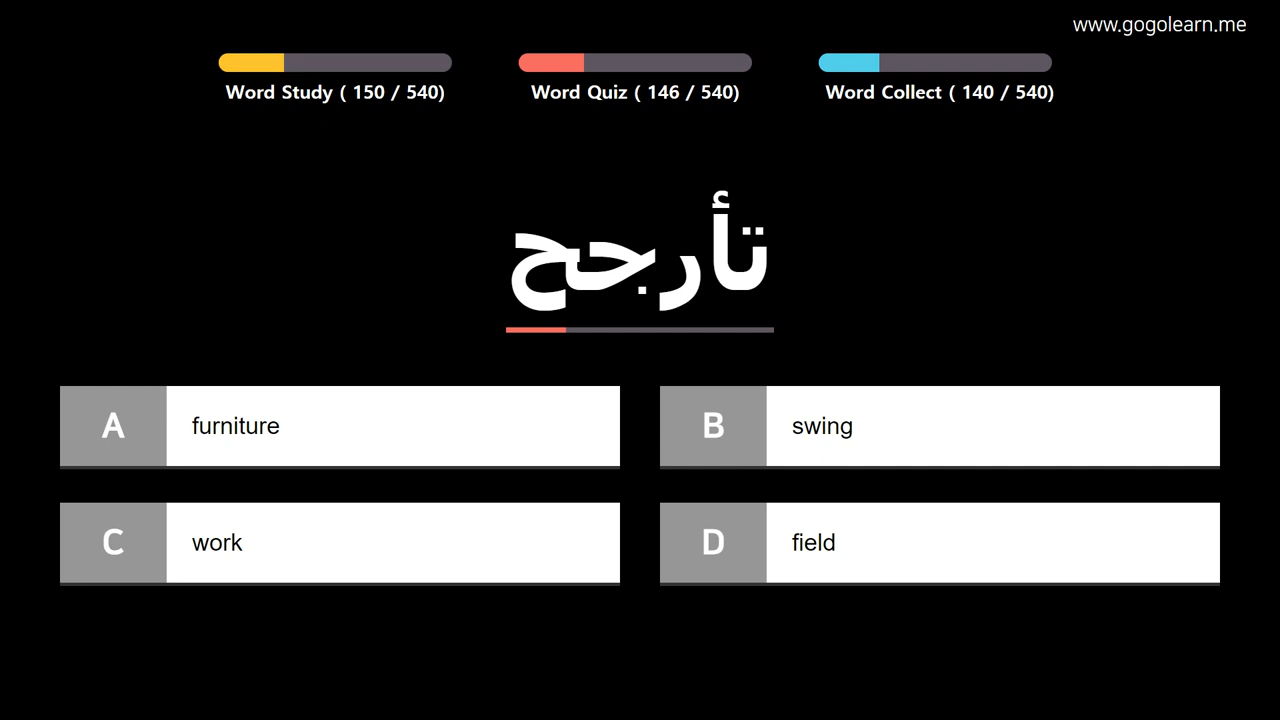 www.gogolearn.me
Word Study ( 150 / 540)
Word Quiz ( 146 / 540)
Word Collect ( 140 / 540)
تأرجح
A
furniture
B
swing
C
work
D
field